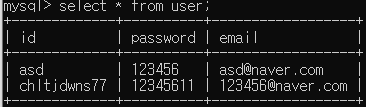 mysql> select * from user;
| id | password | email |
| asd | 123456 | asd@naver.com |
| chltjdwns77 | 12345611 | 123456@naver.com |